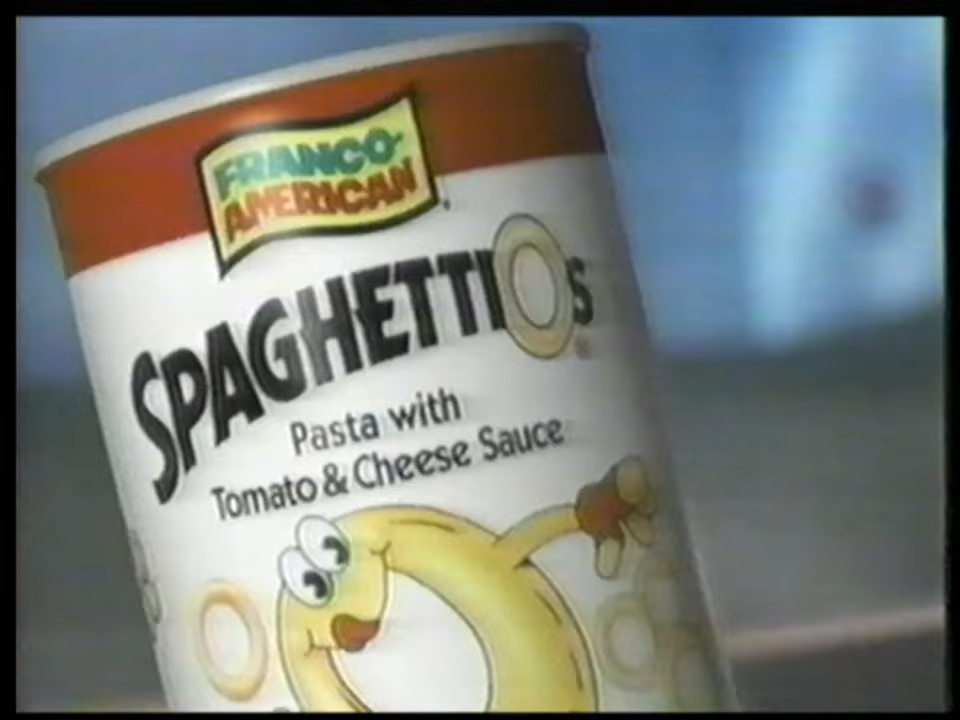 FRANCO-
AMERICAN
SPAGHETTIOS
Pasta with
Tomato & Cheese Sauce